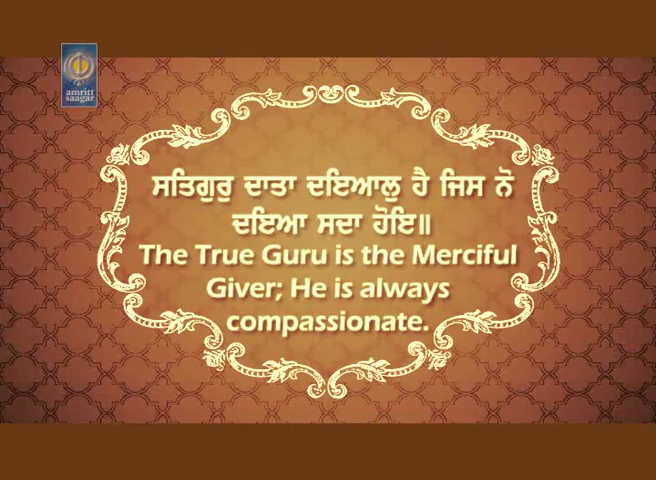 amritt
saagar
ਸਤਿਗੁਰੁ ਦਾਤਾ ਦਇਆਲੁ ਹੈ ਜਿਸ ਨੋ
ਦਇਆ ਸਦਾ ਹੋਇ॥
The True Guru is the Merciful
Giver; He is always
compassionate.